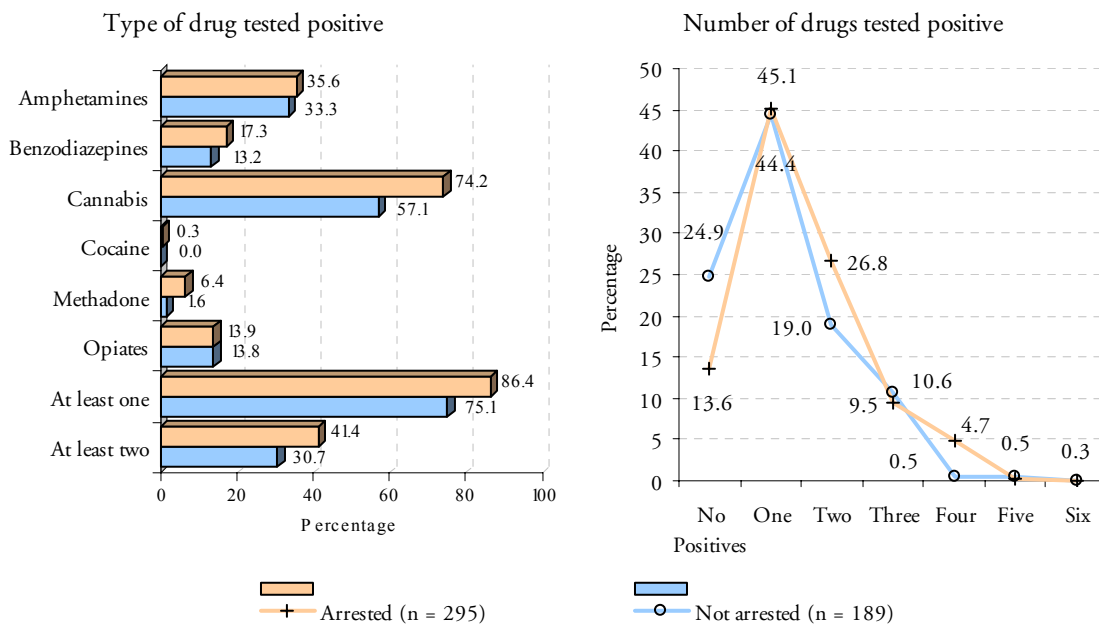 Type of drug tested positive
Amphetamines
35.6
33.3
Benzodiazepines
17.3
13.2
Cannabis
74.2
57.1
Cocaine
0.3
0.0
Methadone
6.4
1.6
Opiates
13.9
13.8
At least one
86.4
75.1
At least two
41.4
30.7
0 20 40 60 80 100
Percentage
Number of drugs tested positive
Percentage
50
45
40
35
30
25
20
15
10
5
0
45.1
44.4
24.9
26.8
19.0
13.6
10.6
9.5
4.7
0.5
0.5
0.3
No One Two Three Four Five Six
Positives
Arrested (n = 295)
Not arrested (n = 189)